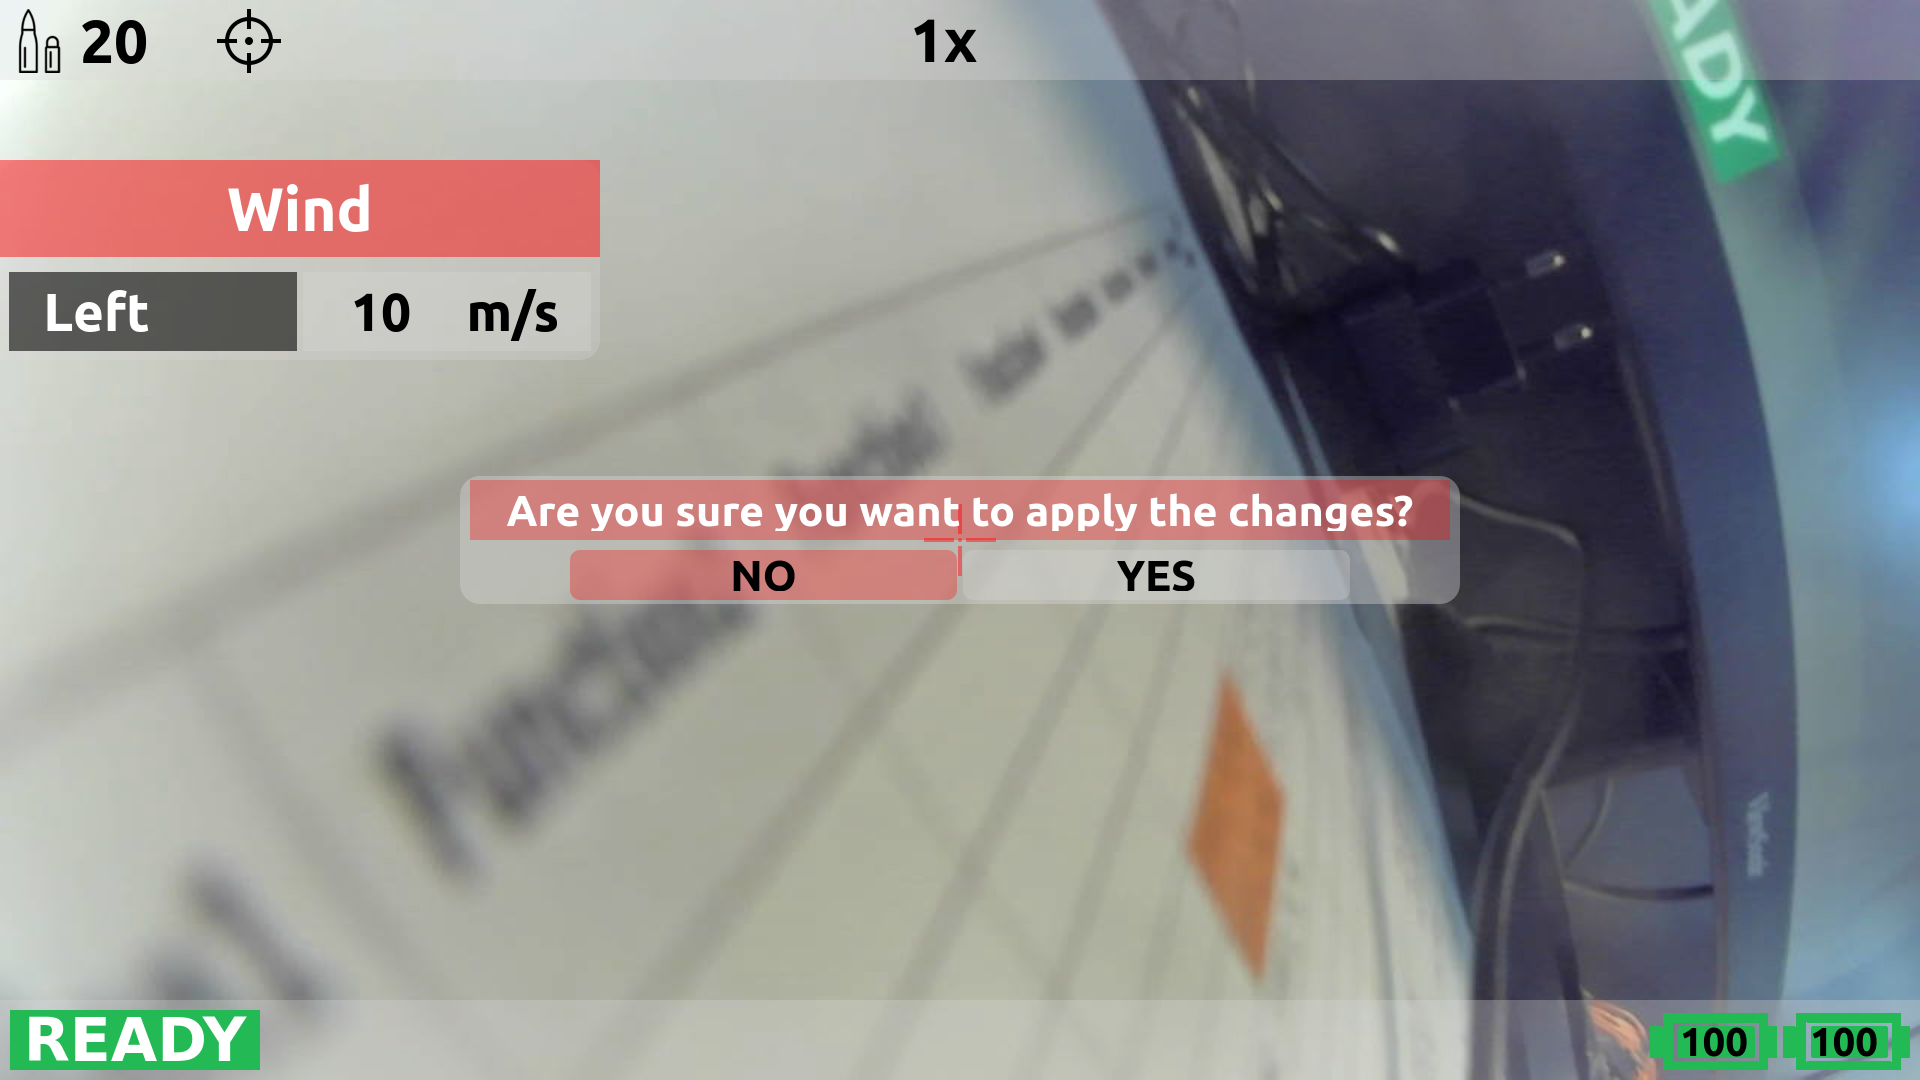 20
1x
ADY
Wind
Left 10 m/s
Are you sure you want to apply the changes?
NO YES
READY
100 100